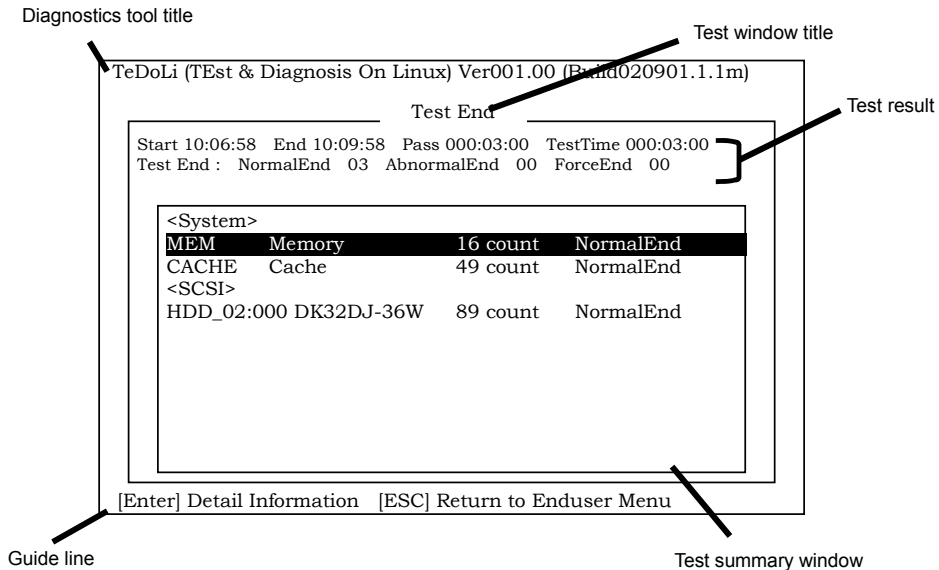 Diagnostics tool title
Test window title
TeDoLi (TEst & Diagnosis On Linux) Ver001.00 (Build020901.1.1m)
Test End
Test result
Start 10:06:58 End 10:09:58 Pass 000:03:00 TestTime 000:03:00
Test End : NormalEnd 03 AbnormalEnd 00 ForceEnd 00
<System>
MEM Memory 16 count NormalEnd
CACHE Cache 49 count NormalEnd
<SCSI>
HDD_02:000 DK32DJ-36W 89 count NormalEnd
[Enter] Detail Information [ESC] Return to Enduser Menu
Guide line
Test summary window